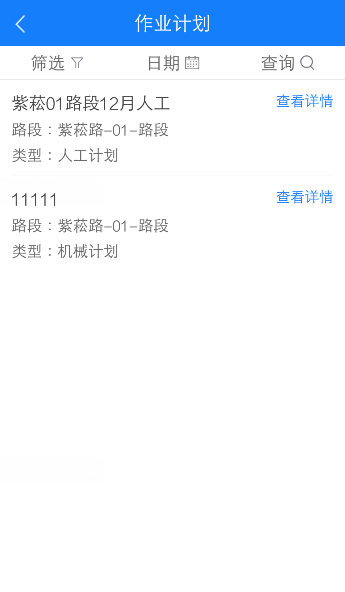 作业计划
筛选 日期 查询
紫菘01路段12月人工 查看详情
路段：紫菘路-01-路段
类型：人工计划
11111 查看详情
路段：紫菘路-01-路段
类型：机械计划